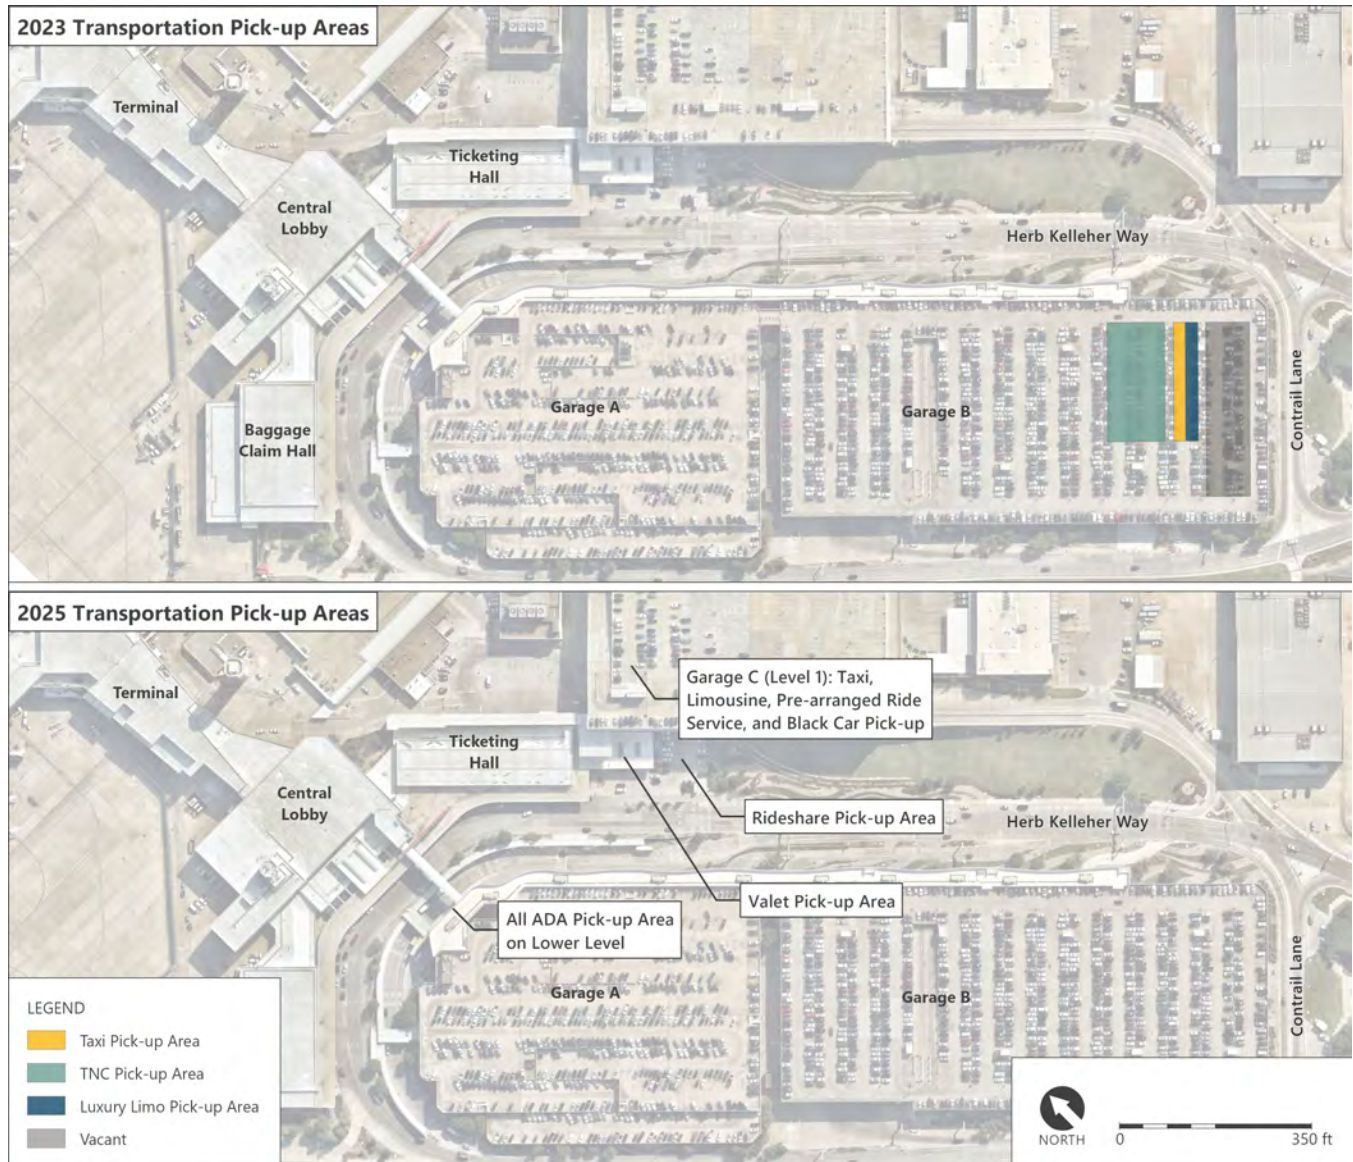 2023 Transportation Pick-up Areas
Terminal
Ticketing
Hall
Central
Lobby
Herb Kelleher Way
Garage A
Garage B
Contrail Lane
Baggage
Claim Hall
2025 Transportation Pick-up Areas
Terminal
Garage C (Level 1): Taxi,
Limousine, Pre-arranged Ride
Service, and Black Car Pick-up
Ticketing
Hall
Central
Lobby
Rideshare Pick-up Area
Herb Kelleher Way
Valet Pick-up Area
All ADA Pick-up Area
on Lower Level
Garage A
Garage B
Contrail Lane
LEGEND
Taxi Pick-up Area
TNC Pick-up Area
Luxury Limo Pick-up Area
Vacant
NORTH
0
350 ft